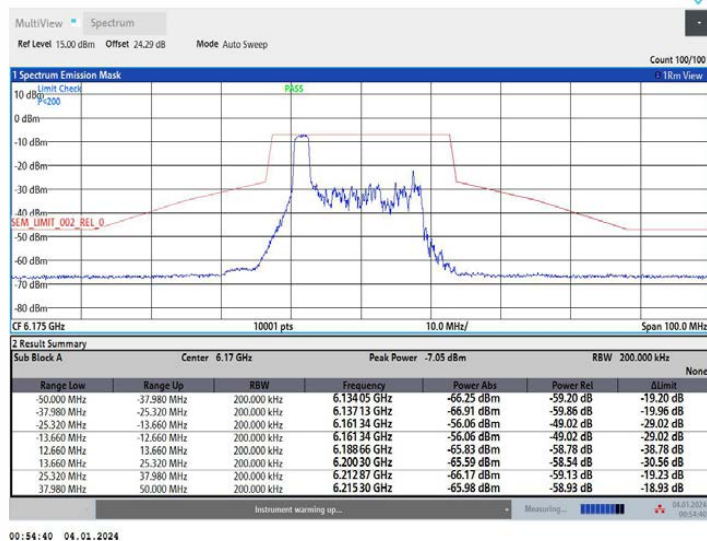 MultiView Spectrum
Ref Level 15.00 dBm Offset 24.29 dB Mode Auto Sweep
Count 100/100
1 Spectrum Emission Mask 1Rm View
Limit Check PASS
10 dBm
P<200
0 dBm
-10 dBm
-20 dBm
-30 dBm
-40 dBm
SEM_LIMIT_002_REL_0
-50 dBm
-60 dBm
-70 dBm
-80 dBm
CF 6.175 GHz 10001 pts 10.0 MHz/ Span 100.0 MHz
2 Result Summary
Sub Block A Center 6.17 GHz Peak Power -7.05 dBm RBW 200.000 kHz
None
Range Low Range Up RBW Frequency Power Abs Power Rel ΔLimit
-50.000 MHz -37.980 MHz 200.000 kHz 6.134 05 GHz -66.25 dBm -59.20 dB -19.20 dB
-37.980 MHz -25.320 MHz 200.000 kHz 6.137 13 GHz -66.91 dBm -59.86 dB -19.96 dB
-25.320 MHz -13.660 MHz 200.000 kHz 6.161 34 GHz -56.06 dBm -49.02 dB -29.02 dB
-13.660 MHz -12.660 MHz 200.000 kHz 6.161 34 GHz -56.06 dBm -49.02 dB -29.02 dB
12.660 MHz 13.660 MHz 200.000 kHz 6.188 66 GHz -65.83 dBm -58.78 dB -38.78 dB
13.660 MHz 25.320 MHz 200.000 kHz 6.200 30 GHz -65.59 dBm -58.54 dB -30.56 dB
25.320 MHz 37.980 MHz 200.000 kHz 6.212 87 GHz -66.17 dBm -59.13 dB -19.23 dB
37.980 MHz 50.000 MHz 200.000 kHz 6.215 30 GHz -65.98 dBm -58.93 dB -18.93 dB
Instrument warming up... Measuring... 04.01.2024
00:54:40
00:54:40 04.01.2024